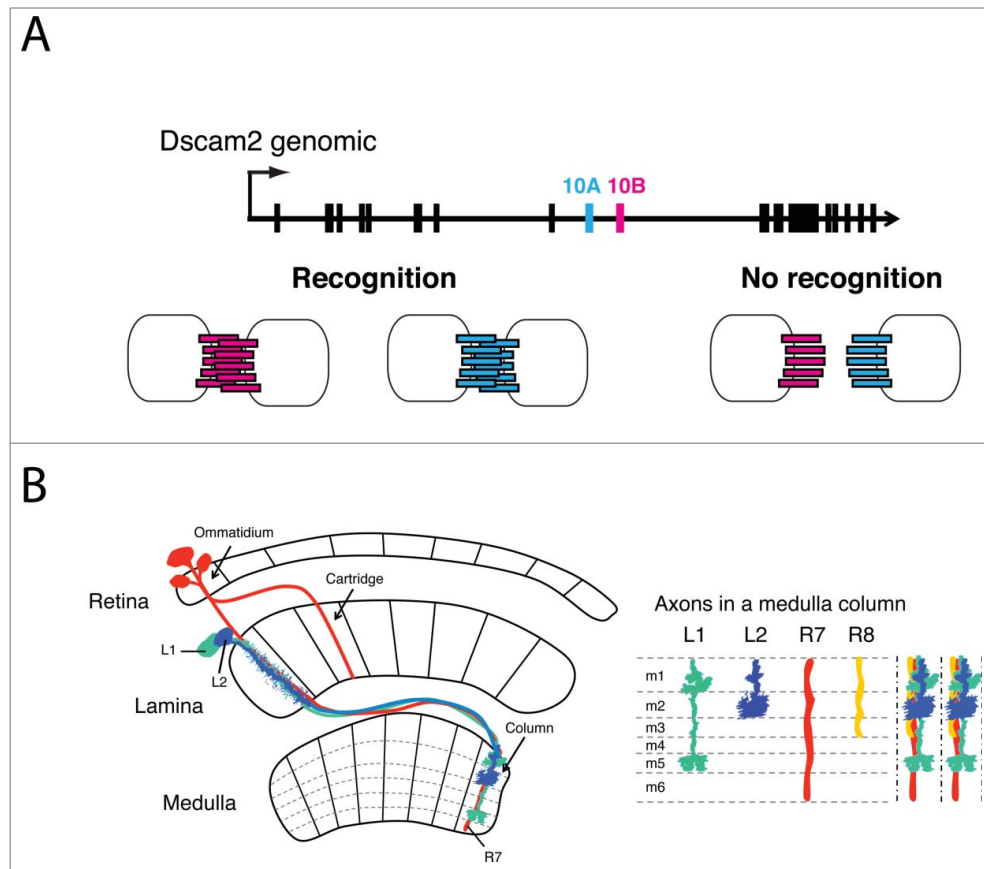 A
Dscam2 genomic
10A 10B
Recognition
No recognition
B
Ommatidium
Cartridge
Retina
L1
L2
Lamina
Column
Medulla
R7
Axons in a medulla column
L1 L2 R7 R8
m1
m2
m3
m4
m5
m6